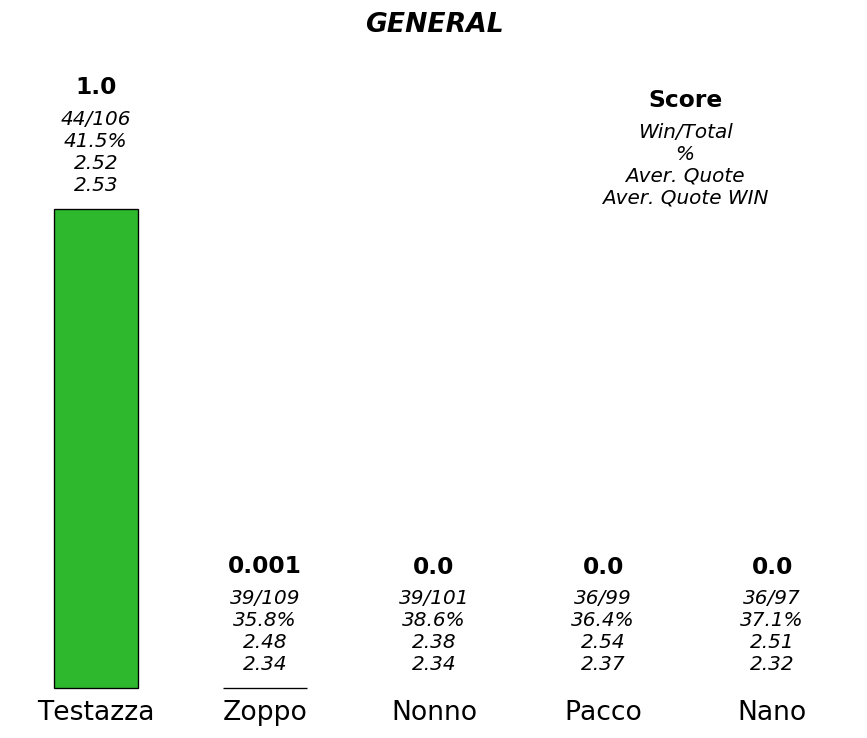 GENERAL
1.0
44/106
41.5%
2.52
2.53
Score
Win/Total
%
Aver. Quote
Aver. Quote WIN
0.001
39/109
35.8%
2.48
2.34
0.0
39/101
38.6%
2.38
2.34
0.0
36/99
36.4%
2.54
2.37
0.0
36/97
37.1%
2.51
2.32
Testazza
Zoppo
Nonno
Pacco
Nano